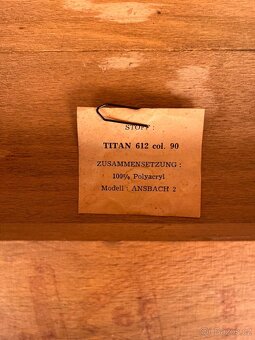 STOFF :
TITAN 612 col. 90
ZUSAMMENSETZUNG :
100% Polyacryl
Modell : ANSBACH 2